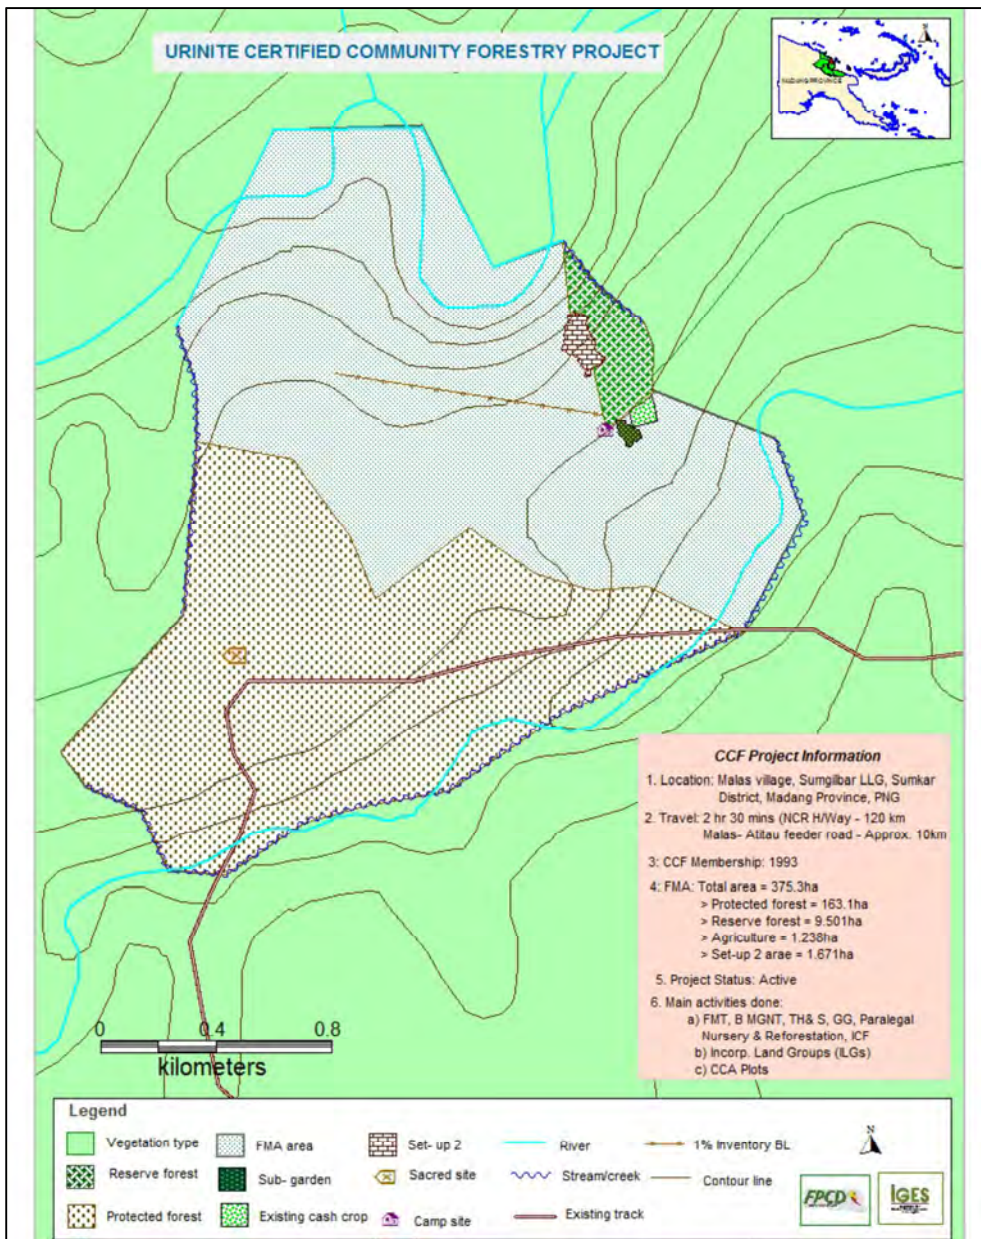 URINITE CERTIFIED COMMUNITY FORESTRY PROJECT
N
MADANG PROVINCE
CCF Project Information
1. Location: Malas village, Sumgilbar LLG, Sumkar
District, Madang Province, PNG
2. Travel: 2 hr 30 mins (NCR H/Way - 120 km
Malas- Atitau feeder road - Approx. 10km
3: CCF Membership: 1993
4: FMA: Total area = 375.3ha
> Protected forest = 163.1ha
> Reserve forest = 9.501ha
> Agriculture = 1.238ha
> Set-up 2 arae = 1.671ha
5. Project Status: Active
6. Main activities done:
a) FMT, B MGNT, TH& S, GG, Paralegal
Nursery & Reforestation, ICF
b) Incorp. Land Groups (ILGs)
c) CCA Plots
0 0.4 0.8
kilometers
Legend
Vegetation type FMA area Set- up 2 River 1% Inventory BL N
Reserve forest Sub- garden Sacred site Stream/creek Contour line
Protected forest Existing cash crop Camp site Existing track
FPCD IGES